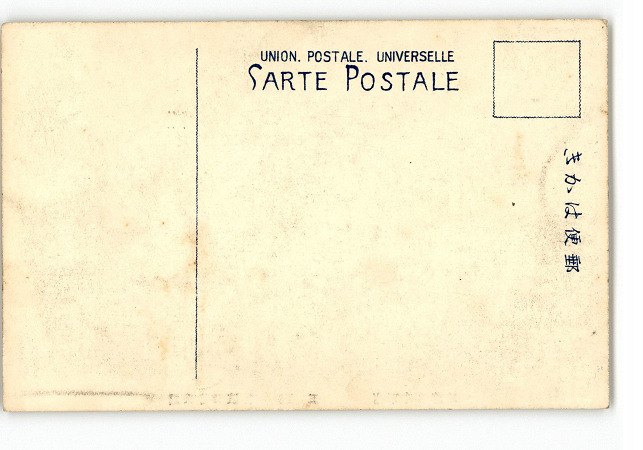 UNION. POSTALE. UNIVERSELLE
CARTE POSTALE
郵便はかき